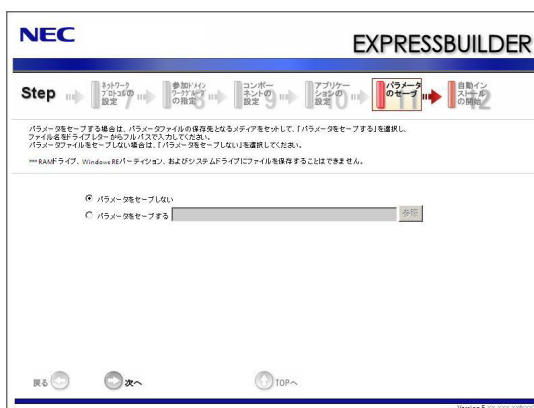 NEC
EXPRESSBUILDER
Step
ネットワーク
プロトコルの
設定 7
参加ドメイン
ワークグループ
の指定 8
コンポー
ネントの
設定 9
アプリケー
ションの
設定 10
パラメータ
のセーブ 11
自動イン
ストール
の開始 12
パラメータをセーブする場合は、パラメータファイルの保存先となるメディアをセットして、「パラメータをセーブする」を選択し、
ファイル名をドライブレターからフルパスで入力してください。
パラメータファイルをセーブしない場合は、「パラメータをセーブしない」を選択してください。
*** RAMドライブ、Windows REパーティション、およびシステムドライブにファイルを保存することはできません。
パラメータをセーブしない
パラメータをセーブする
参照
戻る
次へ
TOPへ